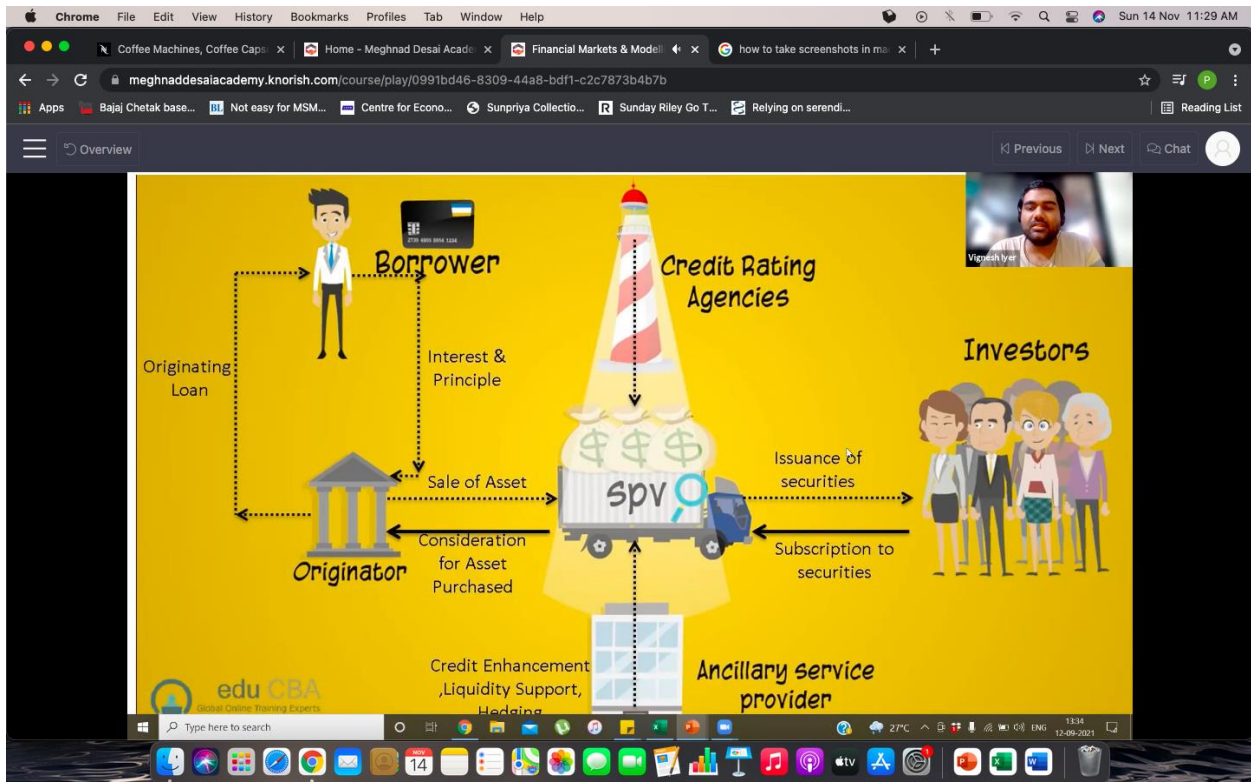 Chrome File Edit View History Bookmarks Profiles Tab Window Help Sun 14 Nov 11:29 AM
Coffee Machines, Coffee Caps Home - Meghnad Desai Acade Financial Markets & Modell how to take screenshots in ma
meghnaddesaiacademy.knorish.com/course/play/0991bd46-8309-44a8-bdf1-c2c7873b4b7b P
Apps Bajaj Chetak base... BL Not easy for MSM... Centre for Econo... Sunpriya Collectio... R Sunday Riley Go T... Relying on serendi... Reading List
Overview Previous Next Chat
Borrower
Vignesh Iyer
Credit Rating
Agencies
Investors
Originating
Loan
Interest &
Principle
Sale of Asset
spv
Issuance of
securities
Originator
Consideration
for Asset
Purchased
Subscription to
securities
Credit Enhancement
,Liquidity Support,
Hedging
Ancillary service
provider
edu CBA
Global Online Training Experts
Type here to search 27°C ENG 13:34
12-09-2021
NOV
14
tv
1